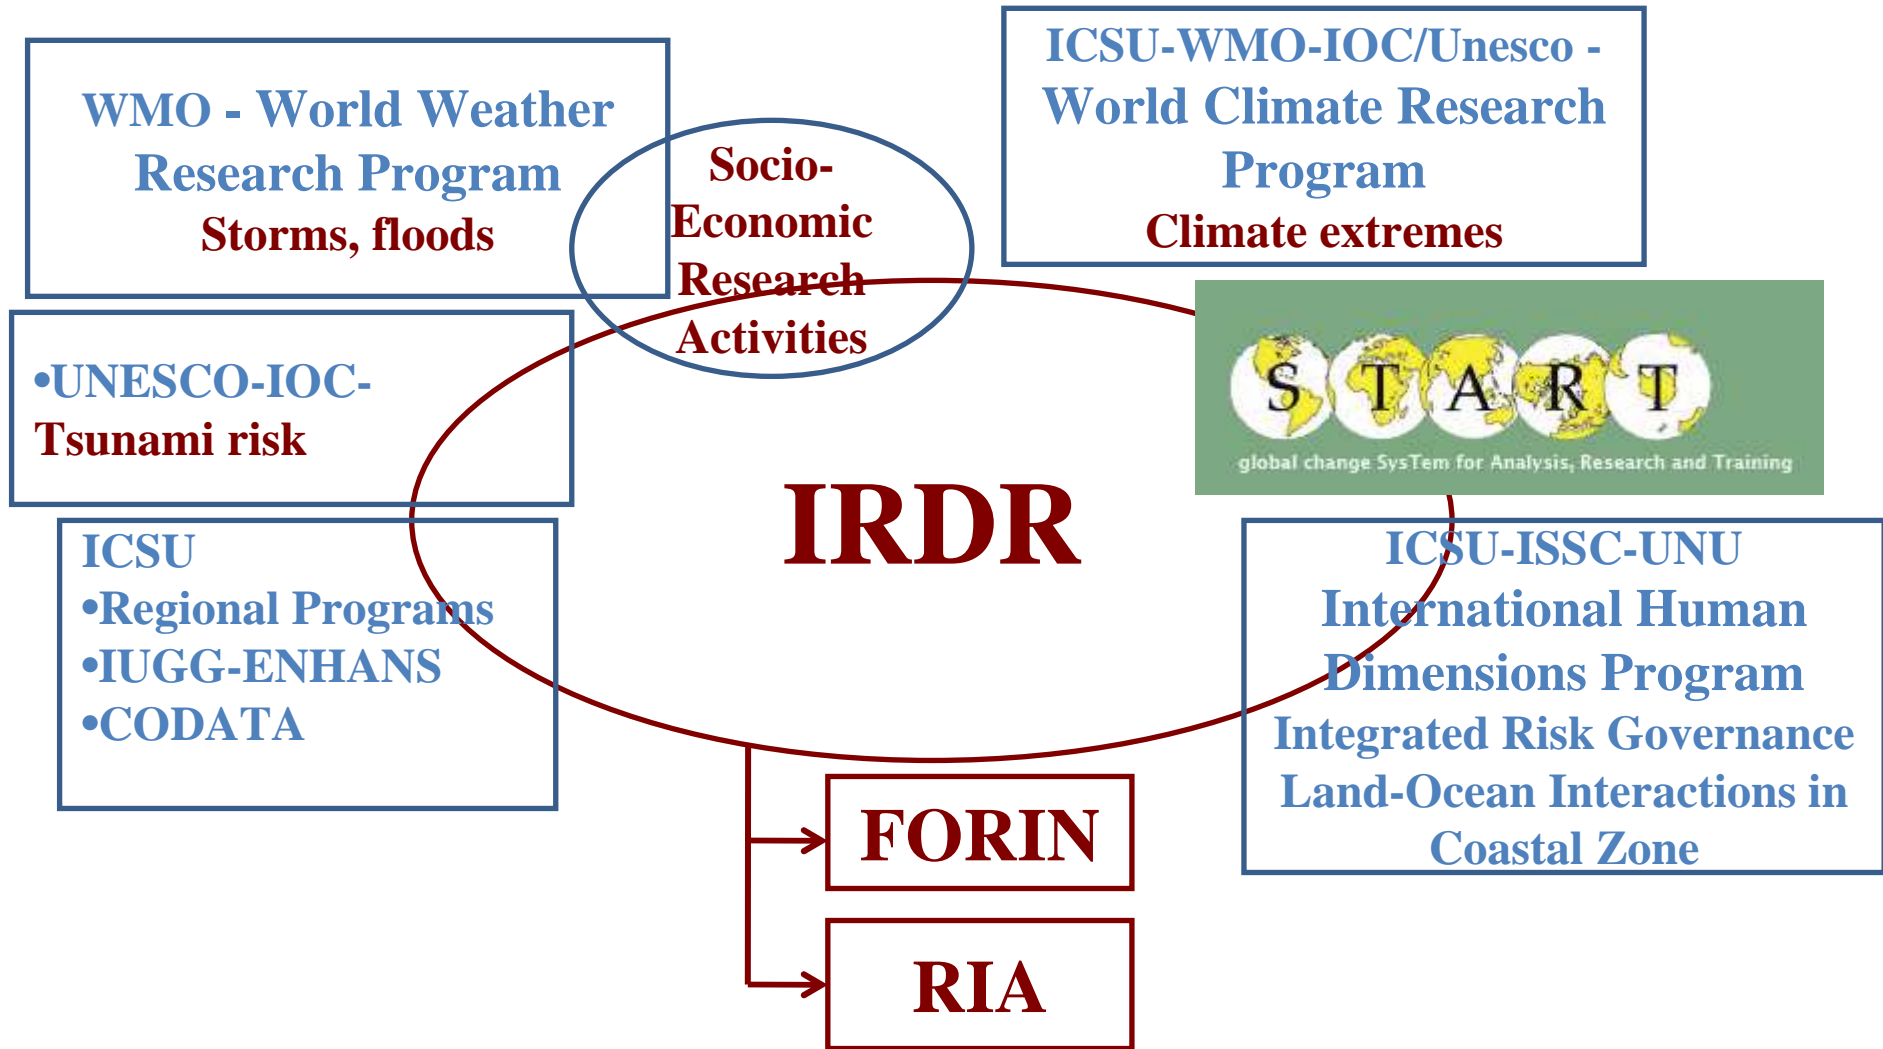 WMO - World Weather
Research Program
Storms, floods
Socio-
Economic
Research
Activities
ICSU-WMO-IOC/Unesco -
World Climate Research
Program
Climate extremes
•UNESCO-IOC-
Tsunami risk
START
global change SysTem for Analysis, Research and Training
IRDR
ICSU
•Regional Programs
•IUGG-ENHANS
•CODATA
ICSU-ISSC-UNU
International Human
Dimensions Program
Integrated Risk Governance
Land-Ocean Interactions in
Coastal Zone
FORIN
RIA